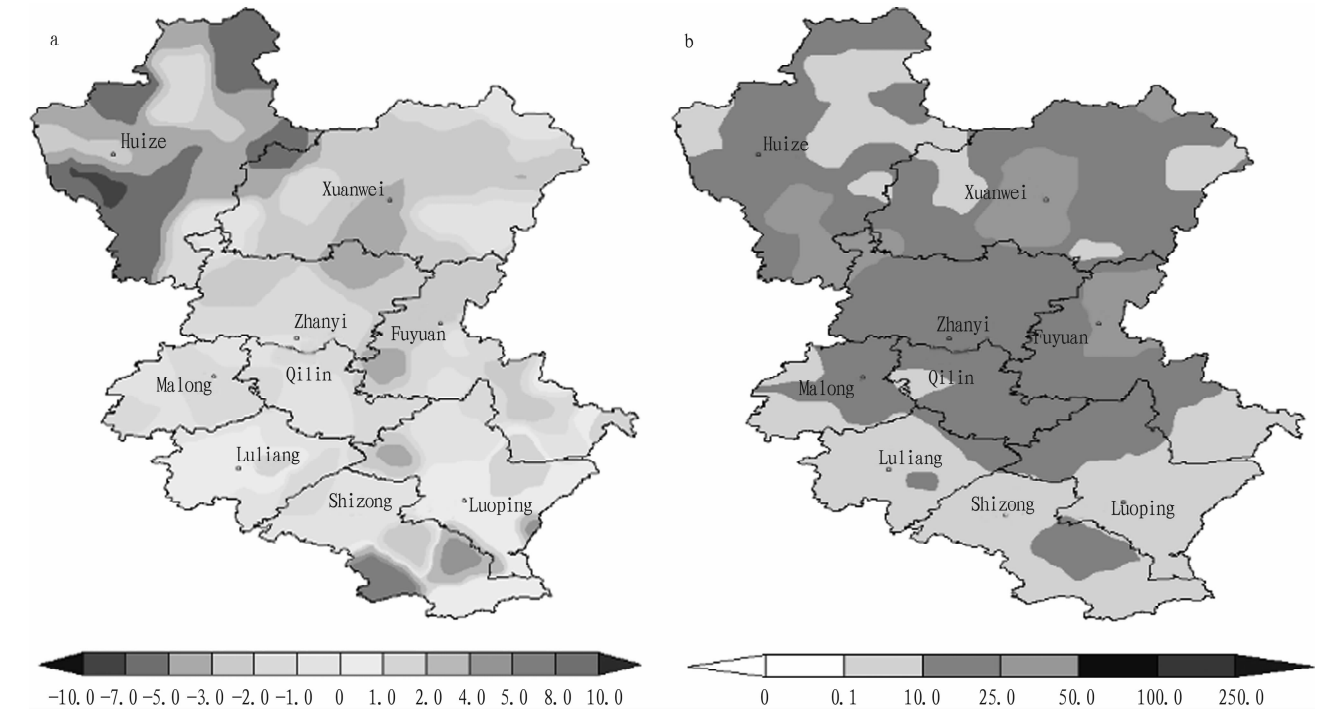 a
Huize
Xuanwei
Zhanyi
Fuyuan
Malong
Qilin
Luliang
Shizong
Luoping
-10.0 -7.0 -5.0 -3.0 -2.0 -1.0 0 1.0 2.0 4.0 5.0 8.0 10.0
b
Huize
Xuanwei
Zhanyi
Fuyuan
Malong
Qilin
Luliang
Shizong
Luoping
0 0.1 10.0 25.0 50.0 100.0 250.0